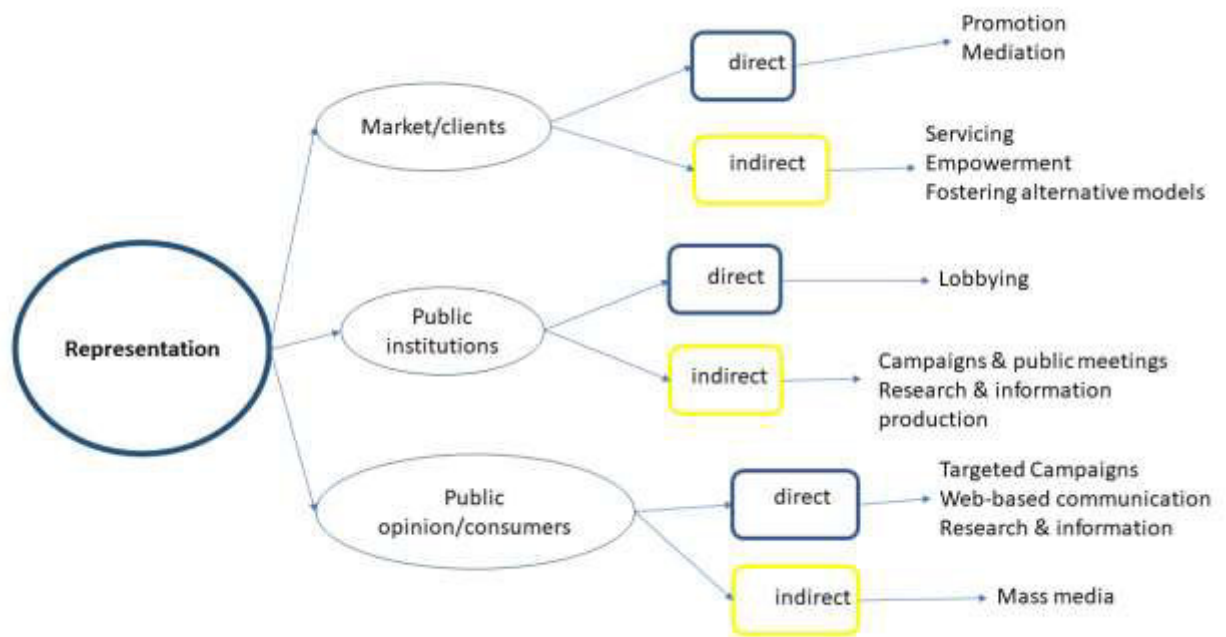 Promotion
Mediation
direct
Market/clients
Servicing
Empowerment
Fostering alternative models
indirect
direct
Lobbying
Public
institutions
Representation
indirect
Campaigns & public meetings
Research & information
production
Targeted Campaigns
Web-based communication
Research & information
direct
Public
opinion/consumers
indirect
Mass media